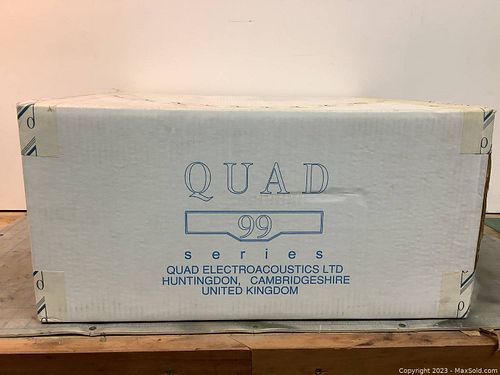 QUAD
99
series
QUAD ELECTROACOUSTICS LTD
HUNTINGDON, CAMBRIDGESHIRE
UNITED KINGDOM
Copyright 2023 - MaxSold.com